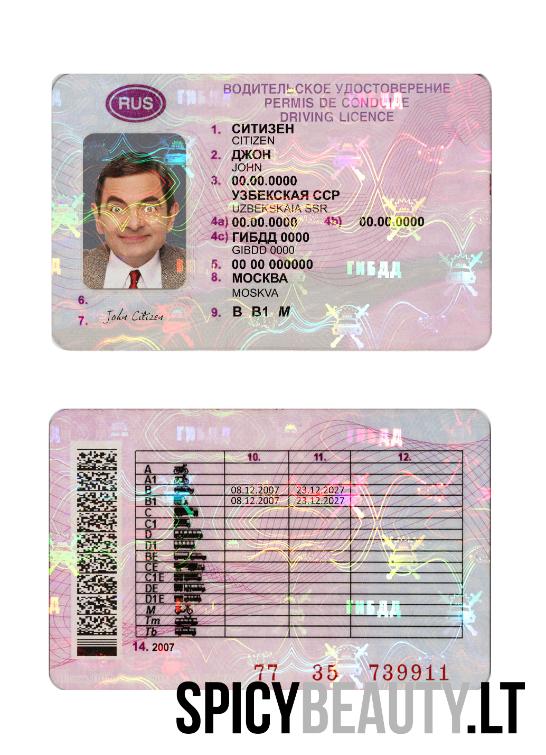 RUS
ВОДИТЕЛЬСКОЕ УДОСТОВЕРЕНИЕ
PERMIS DE CONDUIRE
DRIVING LICENCE
1. СИТИЗЕН
CITIZEN
2. ДЖОН
JOHN
3. 00.00.0000
УЗБЕКСКАЯ ССР
UZBEKSKAIA SSR
4a) 00.00.0000 4b) 00.00.0000
4c) ГИБДД 0000
GIBDD 0000
5. 00 00 000000
8. МОСКВА
MOSKVA
6.
7. John Citizen
9. B B1 M
ГИБДД
10. 11. 12.
A
A1
B 08.12.2007 23.12.2027
B1 08.12.2007 23.12.2027
C
C1
D
D1
BE
CE
C1E
DE
D1E
M
Tm
Tb
14. 2007
77 35 739911
SPICYBEAUTY.LT